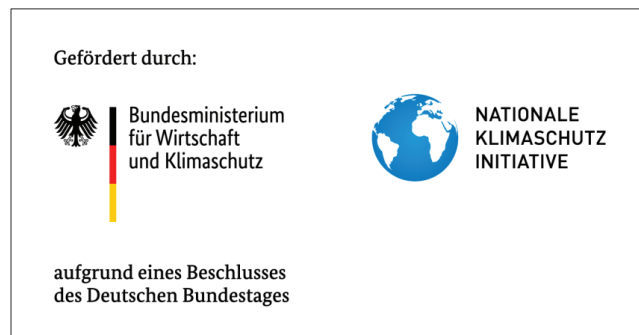 Gefördert durch:
Bundesministerium
für Wirtschaft
und Klimaschutz
NATIONALE
KLIMASCHUTZ
INITIATIVE
aufgrund eines Beschlusses
des Deutschen Bundestages